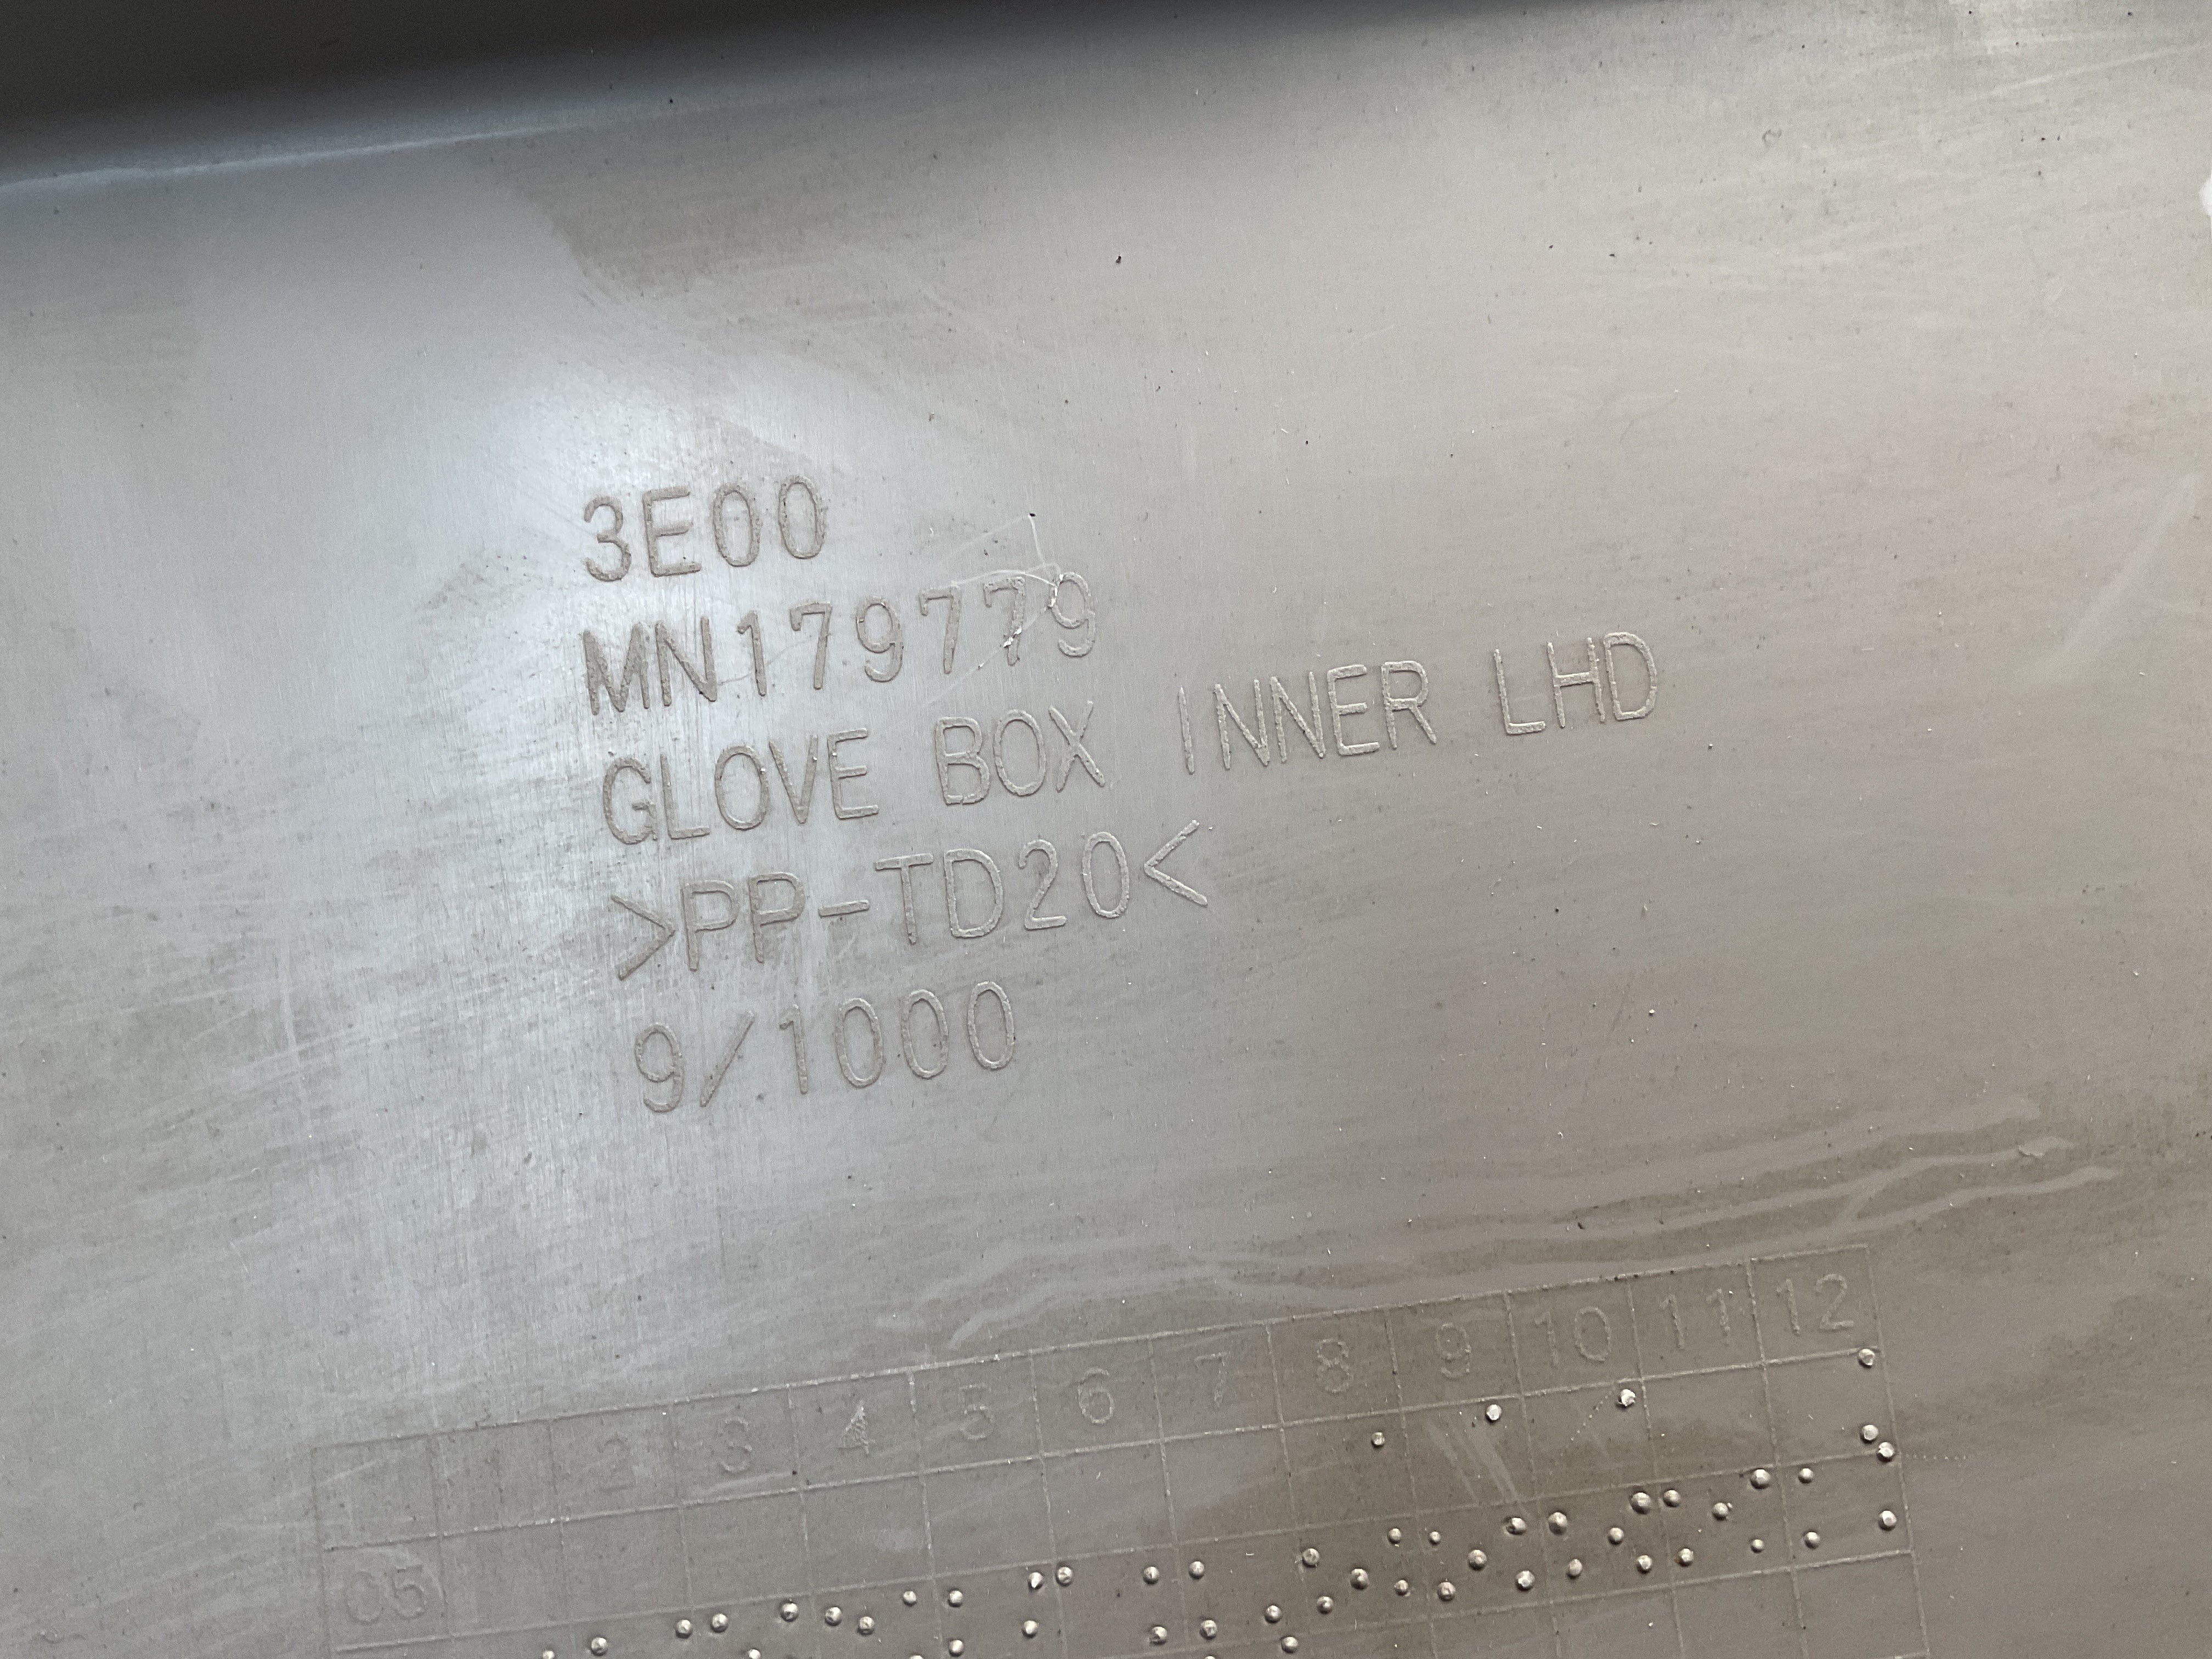 3E00
MN179779
GLOVE BOX INNER LHD
>PP-TD20<
9/1000
1 2 3 4 5 6 7 8 9 10 11 12
05